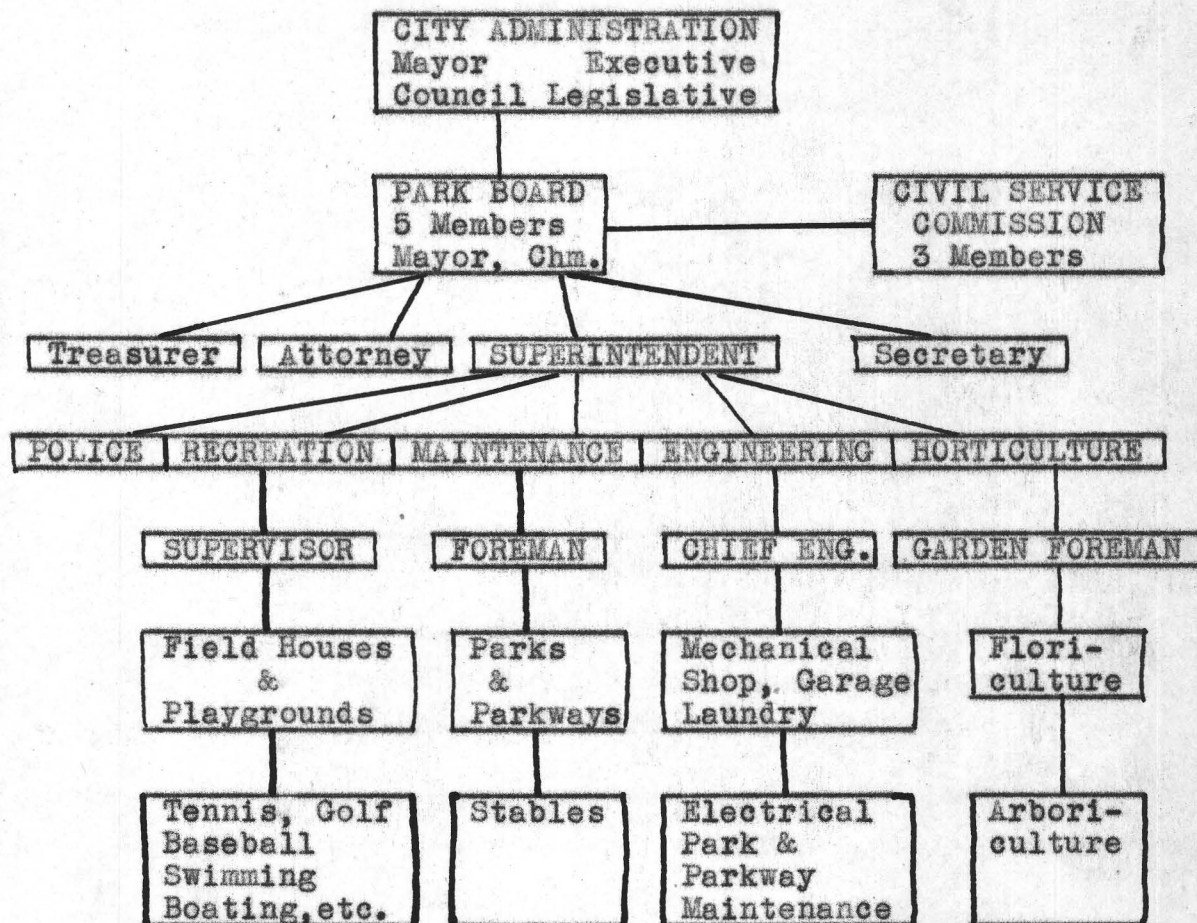 CITY ADMINISTRATION
Mayor Executive
Council Legislative
PARK BOARD
5 Members
Mayor, Chm.
CIVIL SERVICE
COMMISSION
3 Members
Treasurer
Attorney
SUPERINTENDENT
Secretary
POLICE
RECREATION
MAINTENANCE
ENGINEERING
HORTICULTURE
SUPERVISOR
FOREMAN
CHIEF ENG.
GARDEN FOREMAN
Field Houses
&
Playgrounds
Parks
&
Parkways
Mechanical
Shop, Garage
Laundry
Flori-
culture
Tennis, Golf
Baseball
Swimming
Boating,etc.
Stables
Electrical
Park &
Parkway
Maintenance
Arbori-
culture